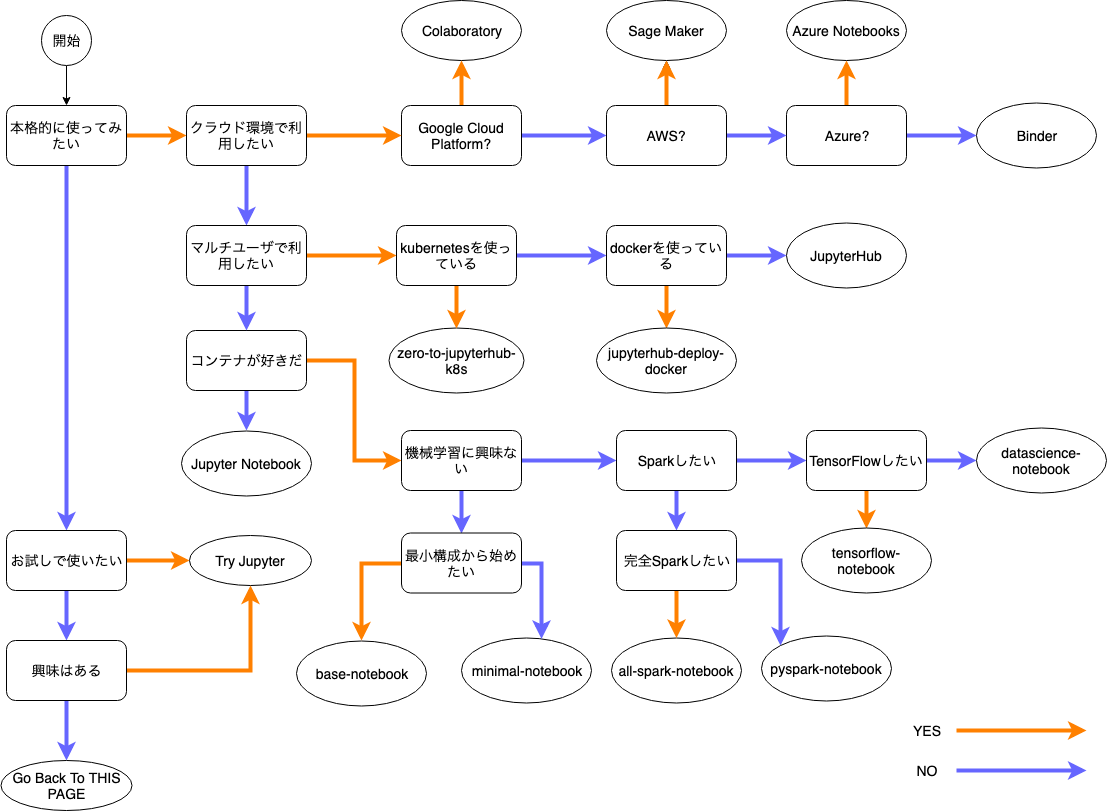 開始
Colaboratory
Sage Maker
Azure Notebooks
本格的に使ってみ
たい
クラウド環境で利
用したい
Google Cloud
Platform?
AWS?
Azure?
Binder
マルチユーザで利
用したい
kubernetesを使っ
ている
dockerを使ってい
る
JupyterHub
コンテナが好きだ
zero-to-jupyterhub-
k8s
jupyterhub-deploy-
docker
Jupyter Notebook
機械学習に興味な
い
Sparkしたい
TensorFlowしたい
datascience-
notebook
お試しで使いたい
Try Jupyter
最小構成から始め
たい
完全Sparkしたい
tensorflow-
notebook
興味はある
base-notebook
minimal-notebook
all-spark-notebook
pyspark-notebook
Go Back To THIS
PAGE
YES
NO